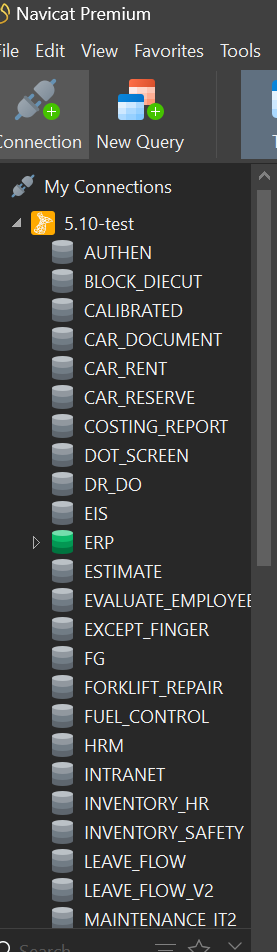 Navicat Premium
File Edit View Favorites Tools
Connection New Query
My Connections
5.10-test
AUTHEN
BLOCK_DIECUT
CALIBRATED
CAR_DOCUMENT
CAR_RENT
CAR_RESERVE
COSTING_REPORT
DOT_SCREEN
DR_DO
EIS
ERP
ESTIMATE
EVALUATE_EMPLOYEE
EXCEPT_FINGER
FG
FORKLIFT_REPAIR
FUEL_CONTROL
HRM
INTRANET
INVENTORY_HR
INVENTORY_SAFETY
LEAVE_FLOW
LEAVE_FLOW_V2
MAINTENANCE_IT2
Search